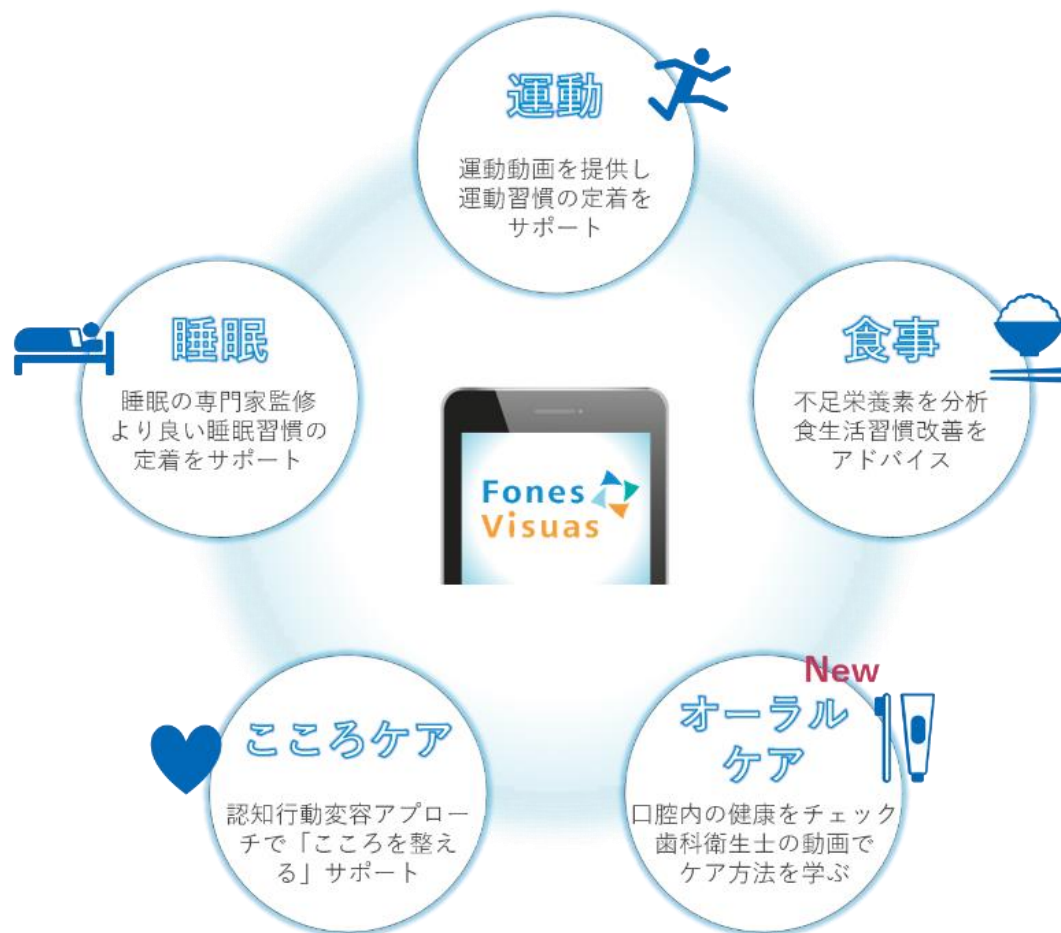 運動
運動動画を提供し
運動習慣の定着を
サポート
睡眠
睡眠の専門家監修
より良い睡眠習慣の
定着をサポート
食事
不足栄養素を分析
食生活習慣改善を
アドバイス
Fones
Visuas
こころケア
認知行動変容アプロー
チで「こころを整え
る」サポート
New
オーラル
ケア
口腔内の健康をチェック
歯科衛生士の動画で
ケア方法を学ぶ